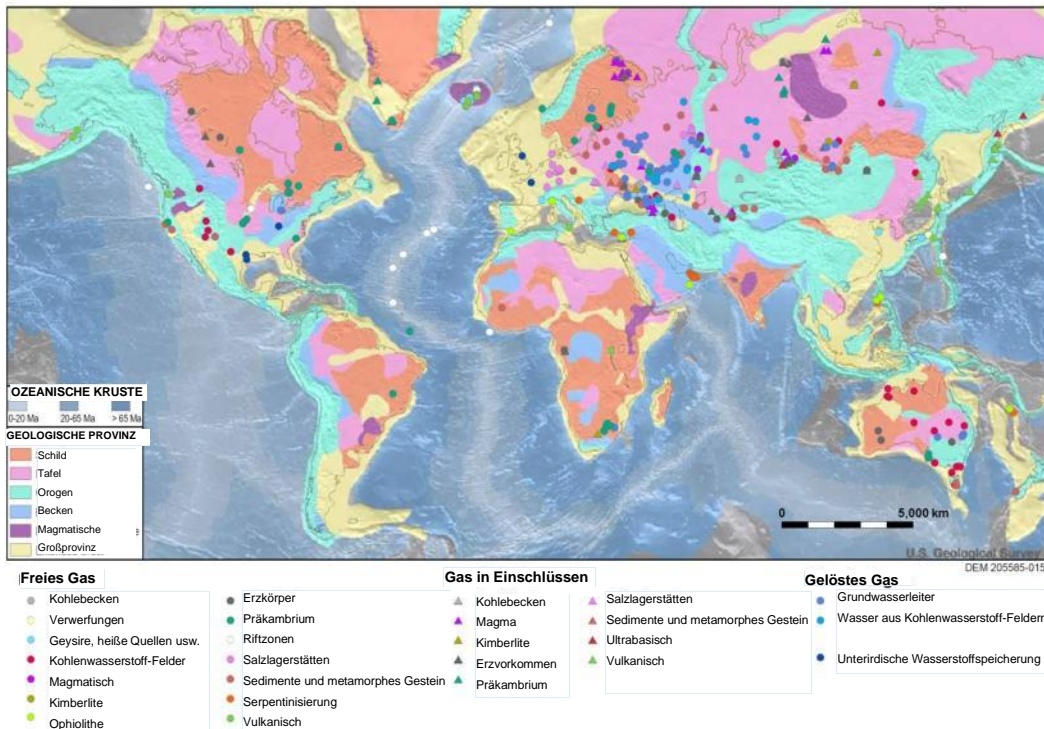 OZEANISCHE KRUSTE
0-20 Ma 20-65 Ma > 65 Ma
GEOLOGISCHE PROVINZ
Schild
Tafel
Orogen
Becken
Magmatische
Großprovinz
0 5,000 km
U.S. Geological Survey
DEM 205585-015
Freies Gas
Kohlebecken
Verwerfungen
Geysire, heiße Quellen usw.
Kohlenwasserstoff-Felder
Magmatisch
Kimberlite
Ophiolithe
Erzkörper
Präkambrium
Riftzonen
Salzlagerstätten
Sedimente und metamorphes Gestein
Serpentinisierung
Vulkanisch
Gas in Einschlüssen
Kohlebecken
Magma
Kimberlite
Erzvorkommen
Präkambrium
Salzlagerstätten
Sedimente und metamorphes Gestein
Ultrabasisch
Vulkanisch
Gelöstes Gas
Grundwasserleiter
Wasser aus Kohlenwasserstoff-Feldern
Unterirdische Wasserstoffspeicherung